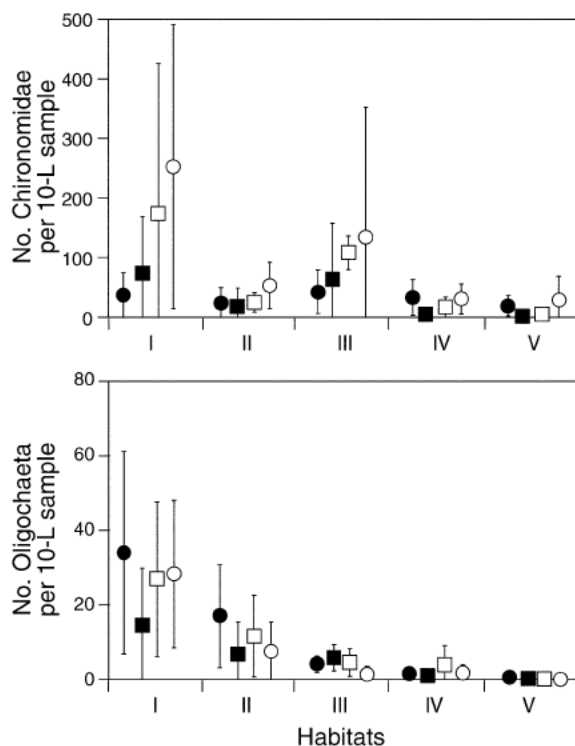 No. Chironomidae
per 10-L sample
500
400
300
200
100
0
I II III IV V
No. Oligochaeta
per 10-L sample
80
60
40
20
0
I II III IV V
Habitats